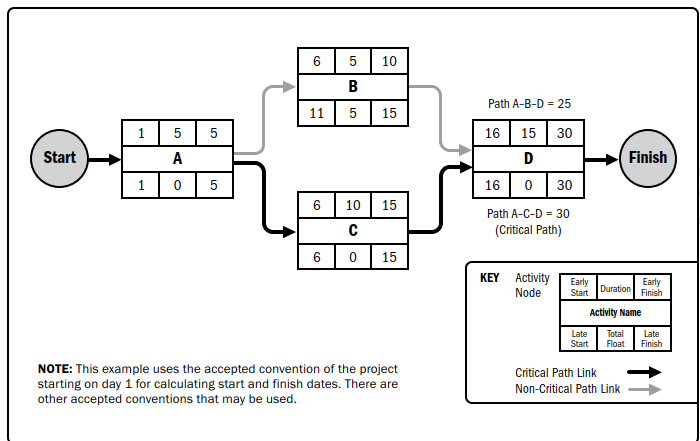 6 5 10
B
11 5 15
Path A–B–D = 25
Start
1 5 5
A
1 0 5
16 15 30
D
16 0 30
Finish
6 10 15
C
6 0 15
Path A–C–D = 30
(Critical Path)
KEY
Activity
Node
Early
Start
Duration
Early
Finish
Activity Name
Late
Start
Total
Float
Late
Finish
Critical Path Link
Non-Critical Path Link
NOTE: This example uses the accepted convention of the project
starting on day 1 for calculating start and finish dates. There are
other accepted conventions that may be used.